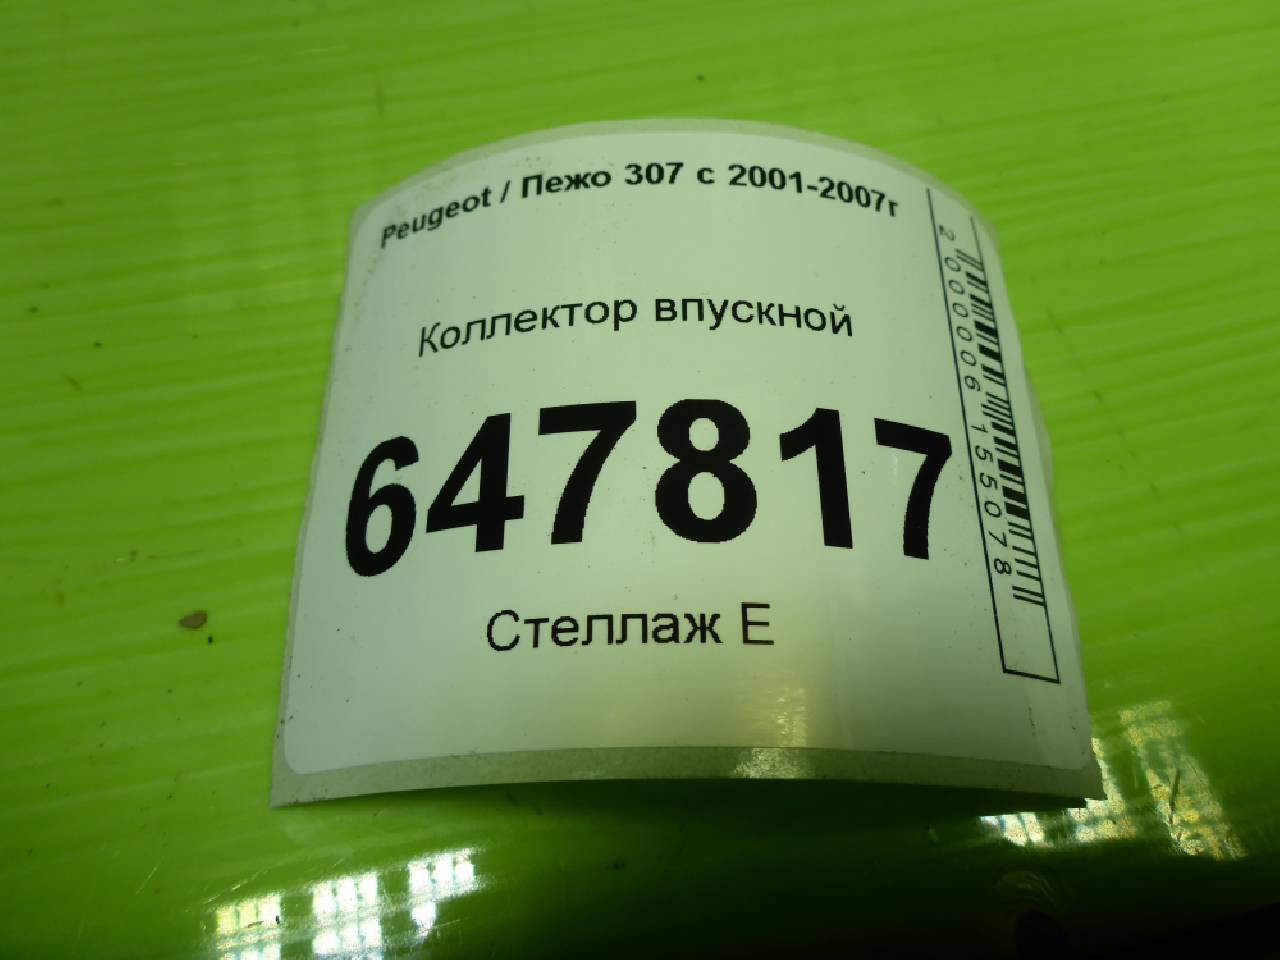 Peugeot / Пежо 307 с 2001-2007г
Коллектор впускной
647817
Стеллаж Е
2000006155078